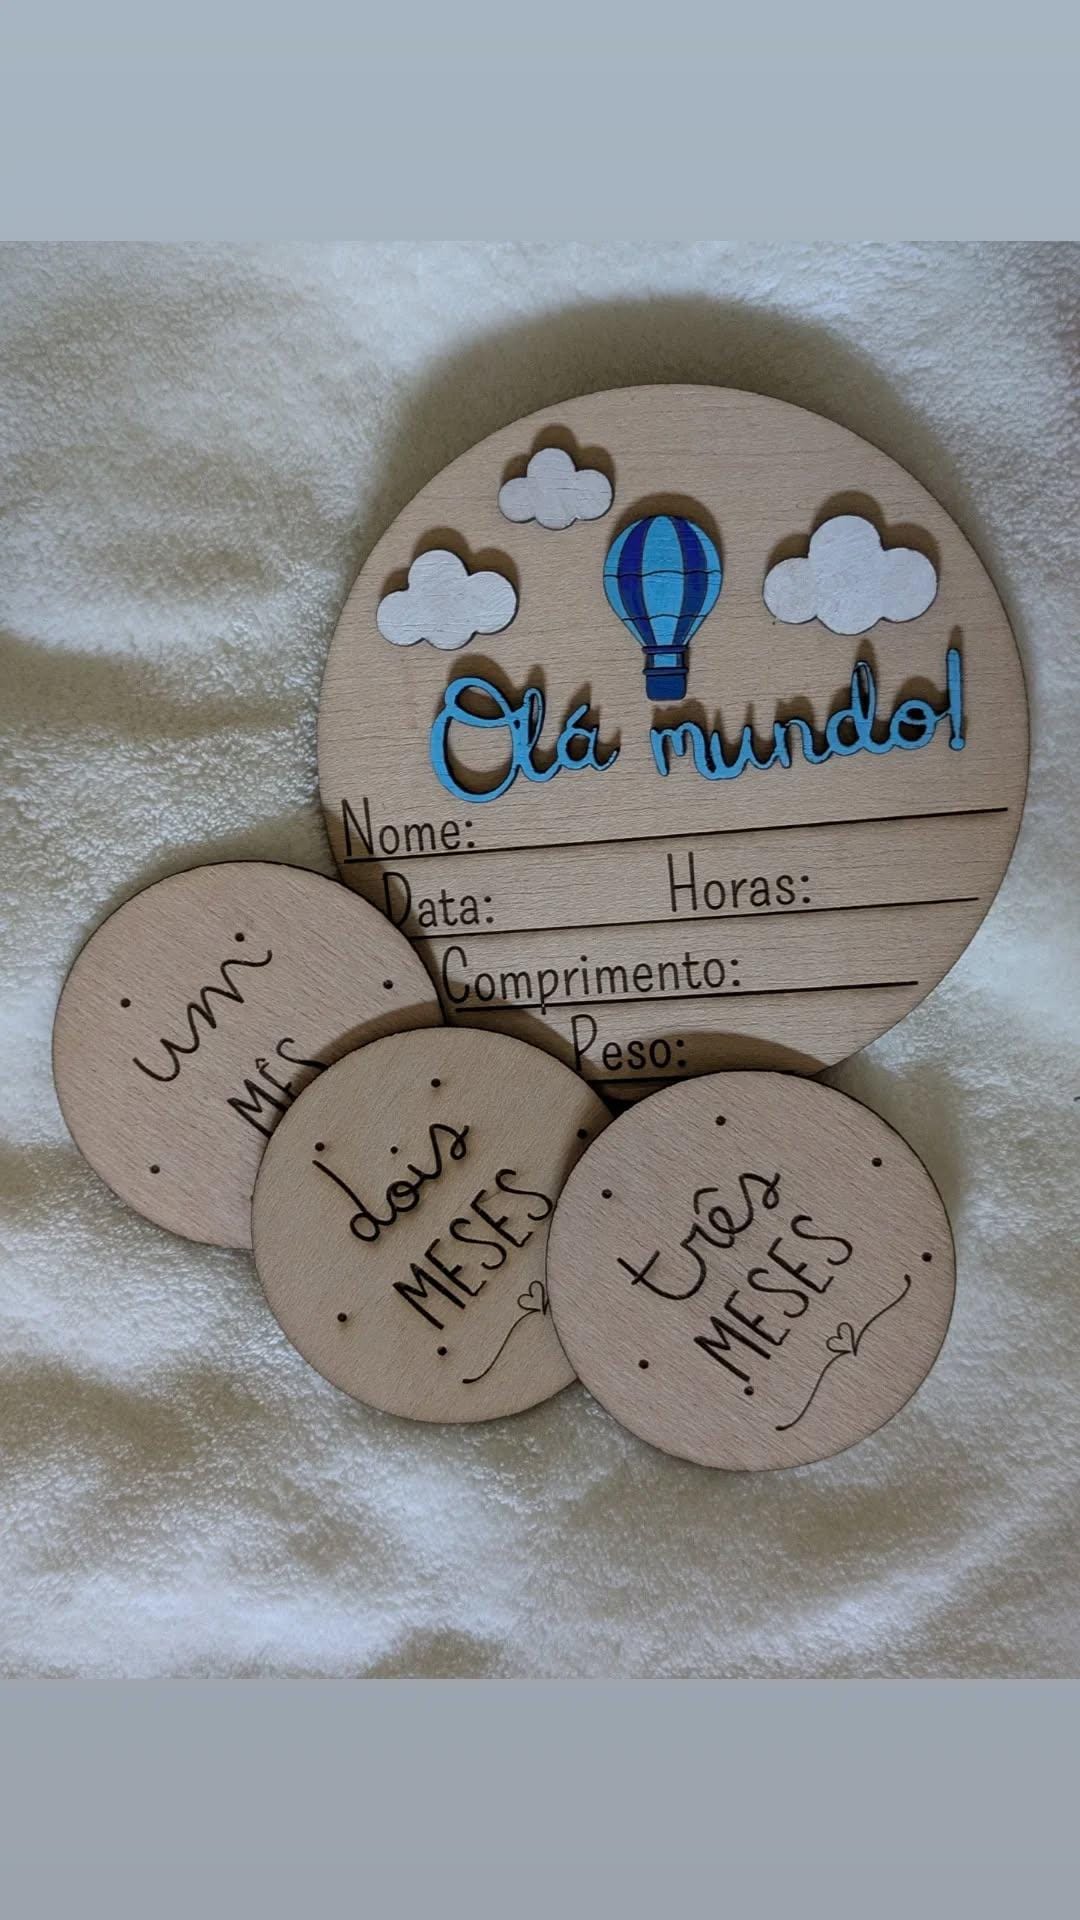 Olá mundo!
Nome:
Data: Horas:
Comprimento:
Peso:
um
MÊS
dois
MESES
três
MESES